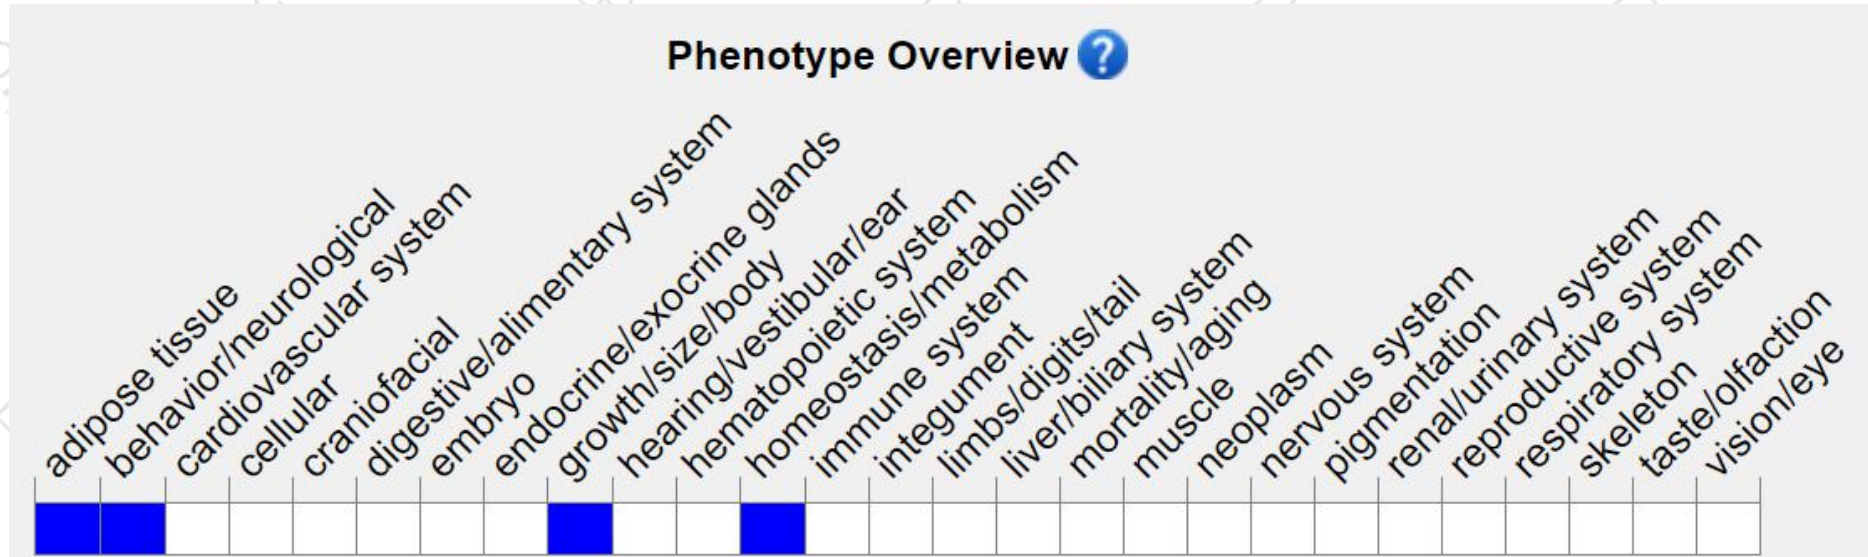 Phenotype Overview ?
adipose tissue
behavior/neurological
cardiovascular system
cellular
craniofacial
digestive/alimentary system
embryo
endocrine/exocrine glands
growth/size/body
hearing/vestibular/ear
hematopoietic system
homeostasis/metabolism
immune system
integument
limbs/digits/tail
liver/biliary system
mortality/aging
muscle
neoplasm
nervous system
pigmentation
renal/urinary system
reproductive system
respiratory system
skeleton
taste/olfaction
vision/eye